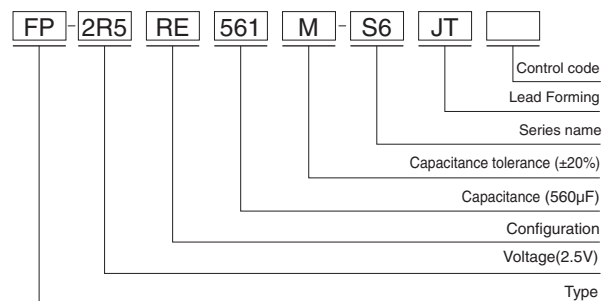 FP-2R5 RE 561 M-S6 JT
Control code
Lead Forming
Series name
Capacitance tolerance (±20%)
Capacitance (560µF)
Configuration
Voltage(2.5V)
Type